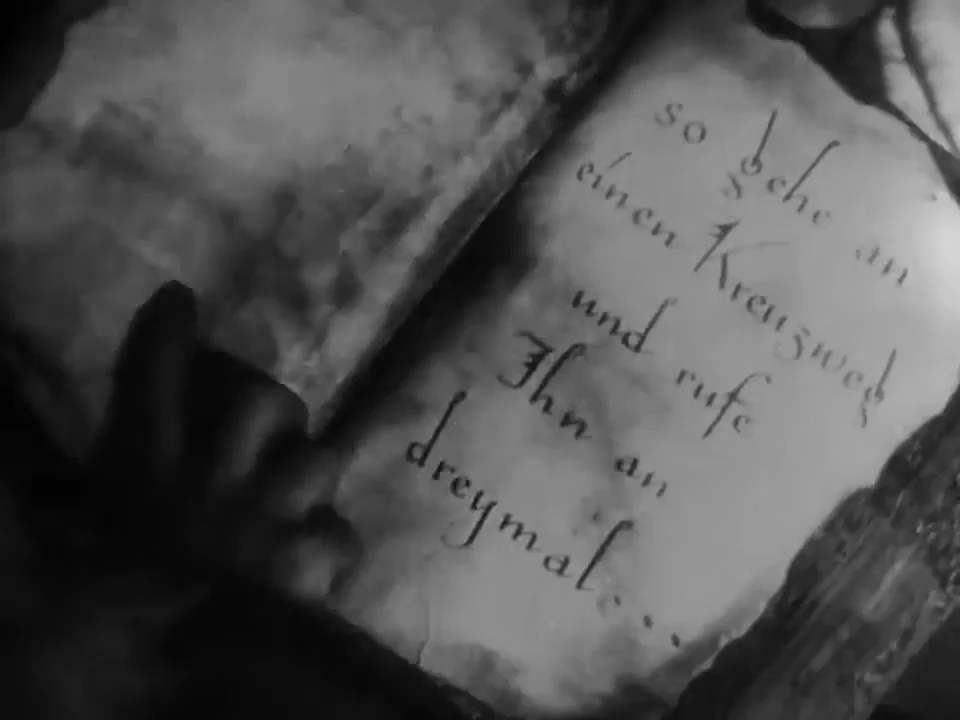 so gehe an
einen Kreuzweg
und rufe
Ihn an
dreymal...